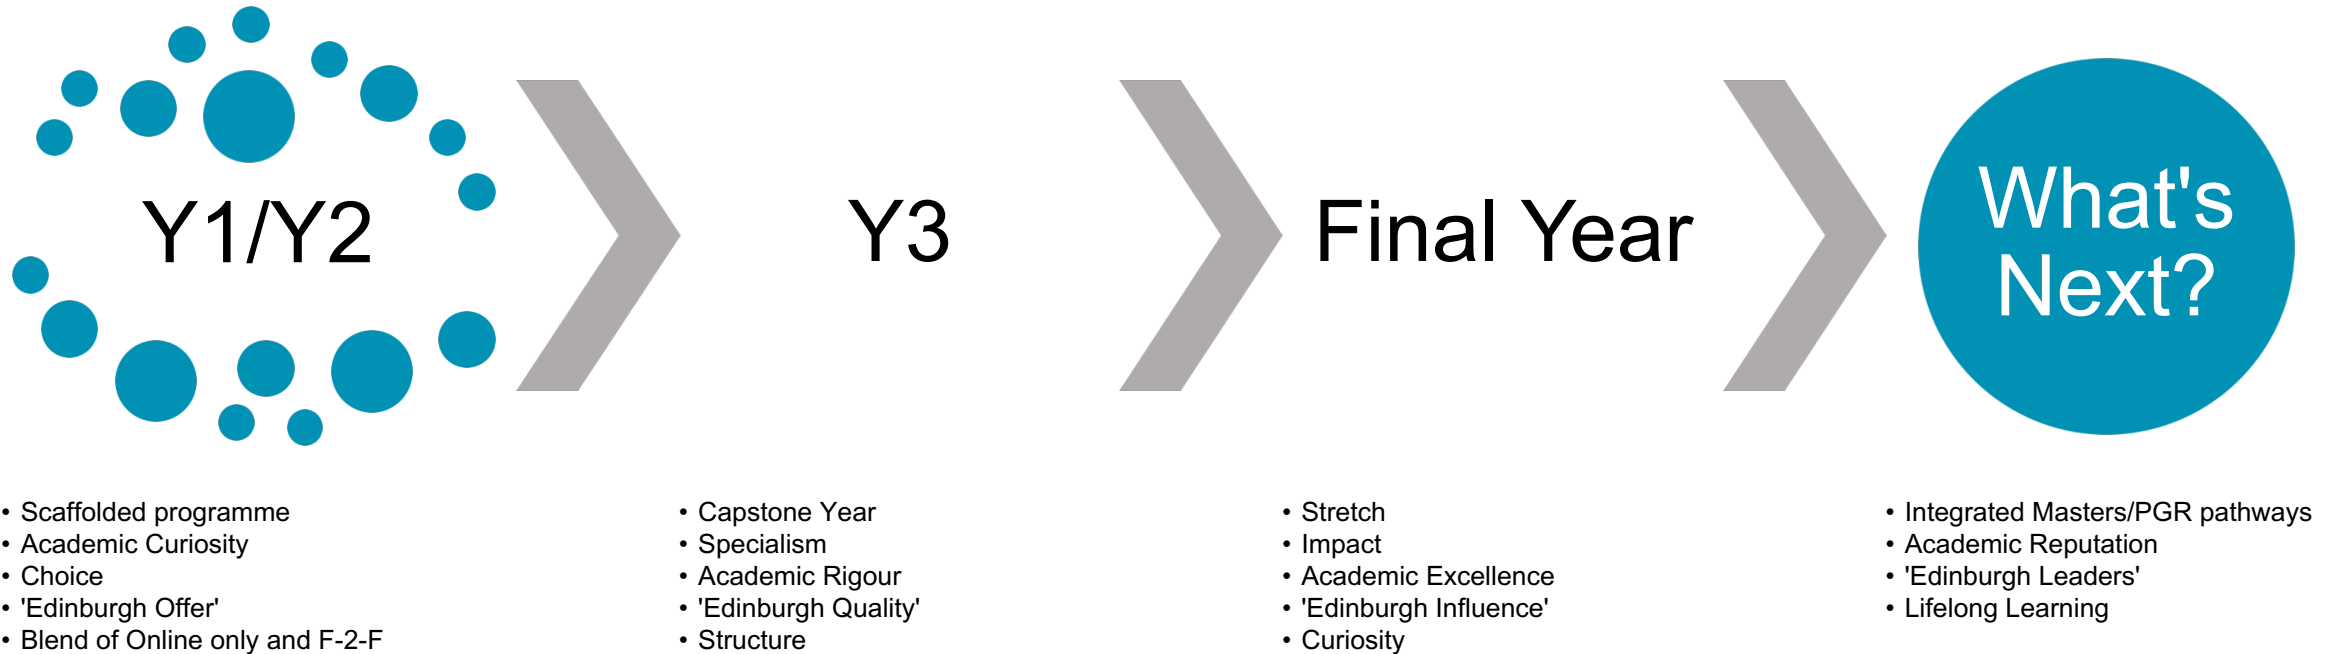 Y1/Y2
Y3
Final Year
What's
Next?
• Scaffolded programme
• Academic Curiosity
• Choice
• 'Edinburgh Offer'
• Blend of Online only and F-2-F
• Capstone Year
• Specialism
• Academic Rigour
• 'Edinburgh Quality'
• Structure
• Stretch
• Impact
• Academic Excellence
• 'Edinburgh Influence'
• Curiosity
• Integrated Masters/PGR pathways
• Academic Reputation
• 'Edinburgh Leaders'
• Lifelong Learning